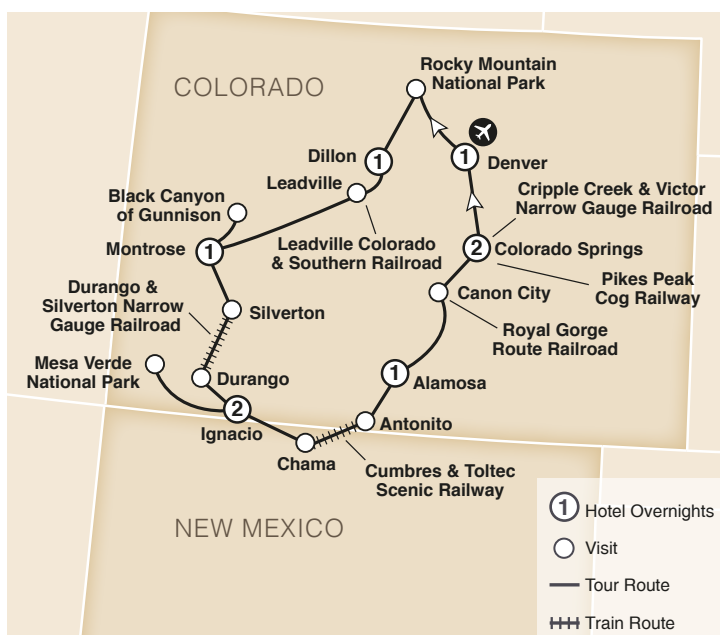 COLORADO
Rocky Mountain
National Park
Dillon
1
1
Denver
Leadville
Black Canyon
of Gunnison
Cripple Creek & Victor
Narrow Gauge Railroad
Montrose
1
Leadville Colorado
& Southern Railroad
2
Colorado Springs
Pikes Peak
Cog Railway
Durango &
Silverton Narrow
Gauge Railroad
Silverton
Canon City
Royal Gorge
Route Railroad
Mesa Verde
National Park
Durango
1
Alamosa
2
Ignacio
Antonito
Chama
Cumbres & Toltec
Scenic Railway
NEW MEXICO
1 Hotel Overnights
Visit
Tour Route
Train Route